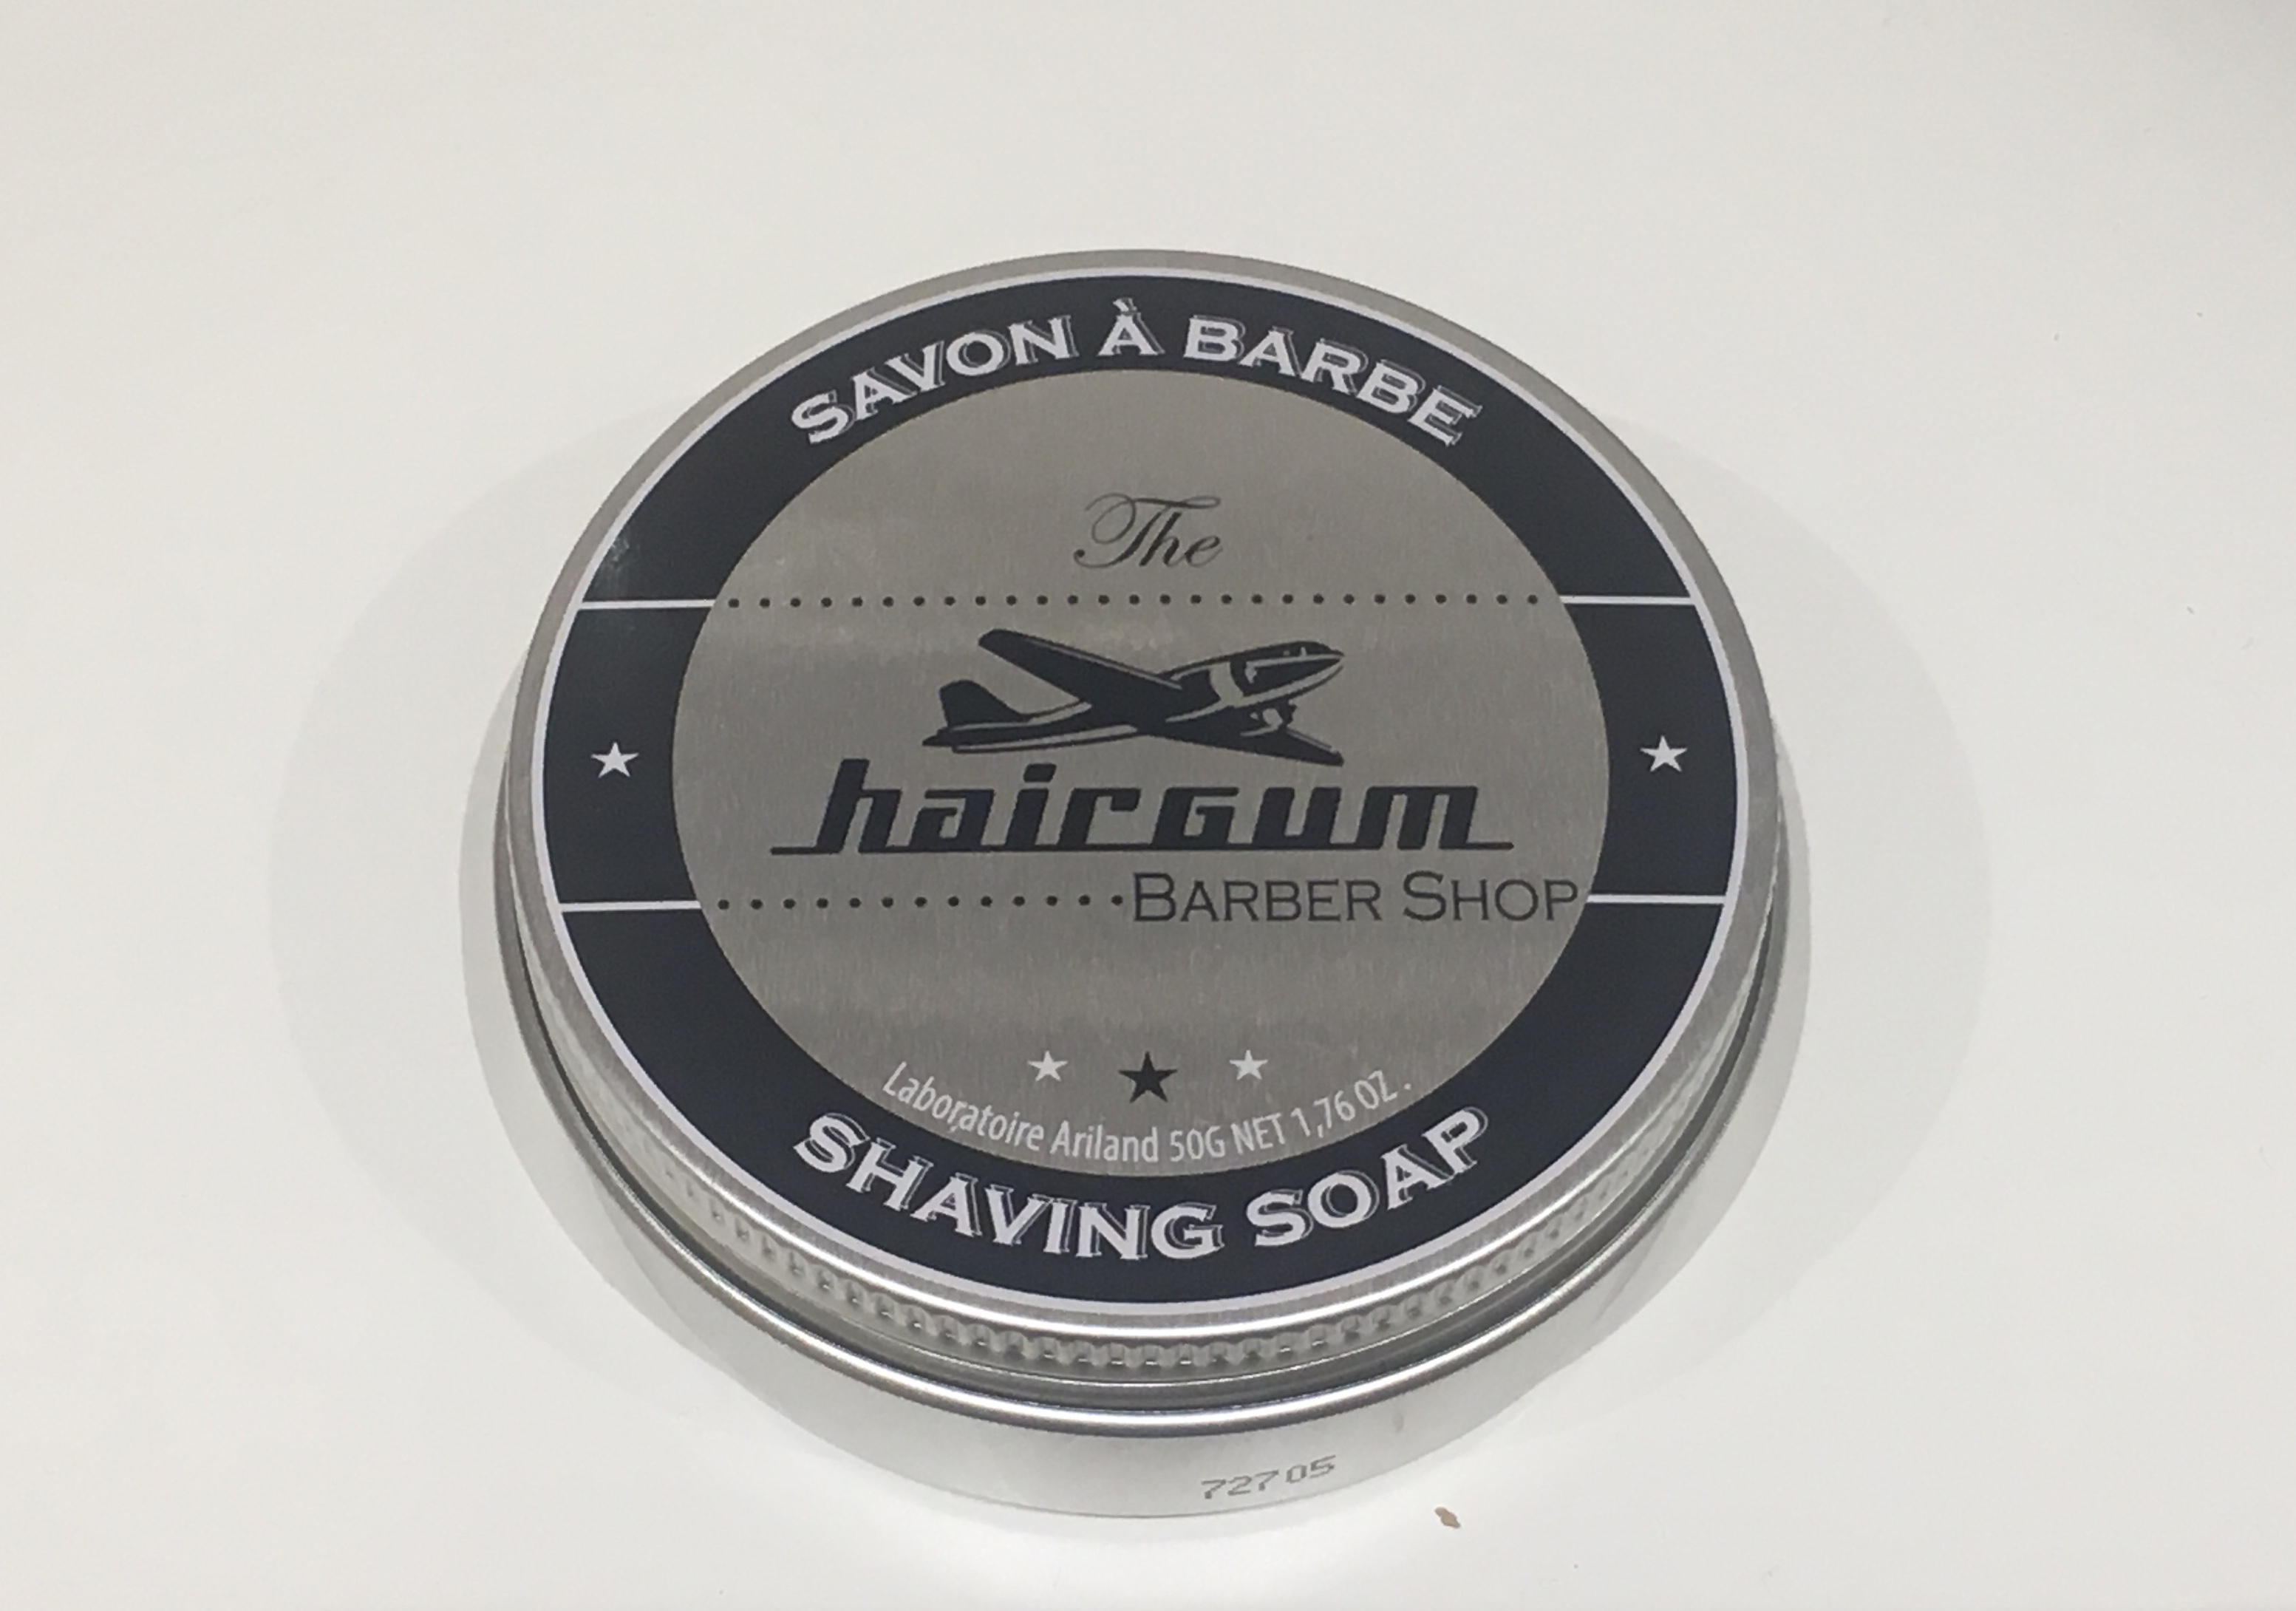 SAVON À BARBE
The
hairgum
BARBER SHOP
Laboratoire Ariland 50G NET 1,76 OZ.
SHAVING SOAP
72705